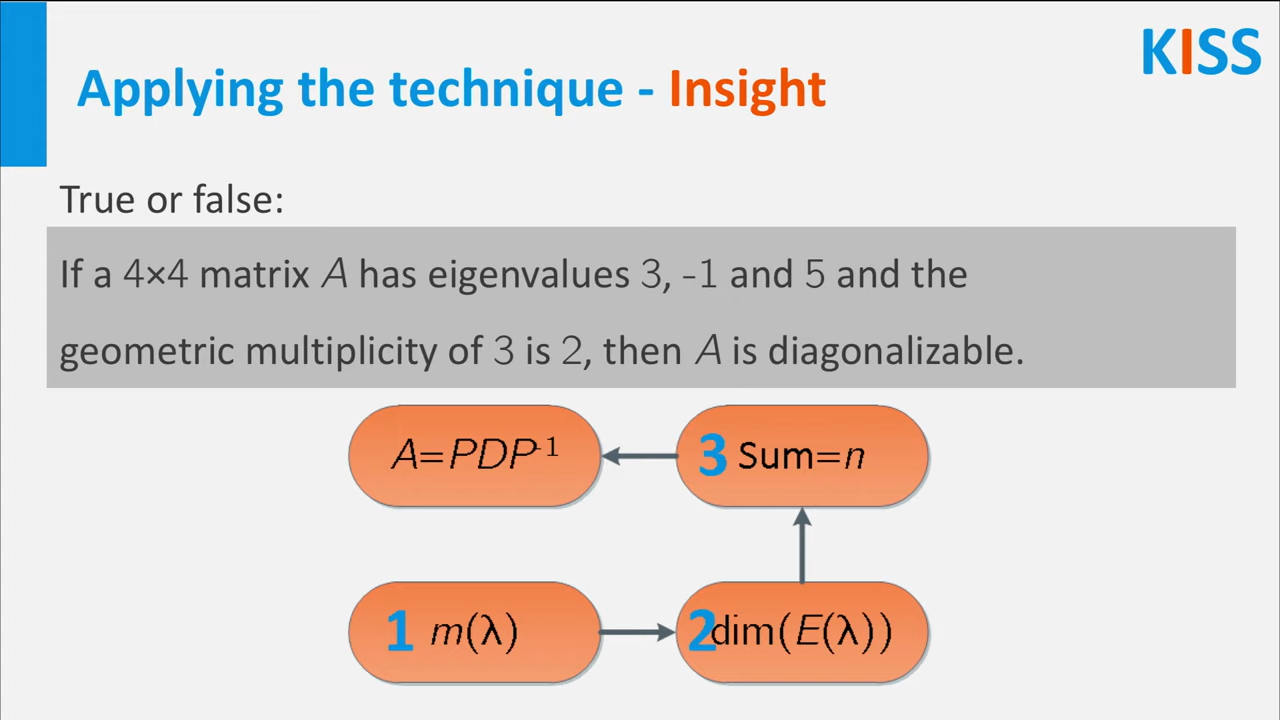 KISS
Applying the technique - Insight
True or false:
If a 4×4 matrix A has eigenvalues 3, -1 and 5 and the
geometric multiplicity of 3 is 2, then A is diagonalizable.
A=PDP⁻¹
3 Sum=n
1 m(λ)
2 dim(E(λ))